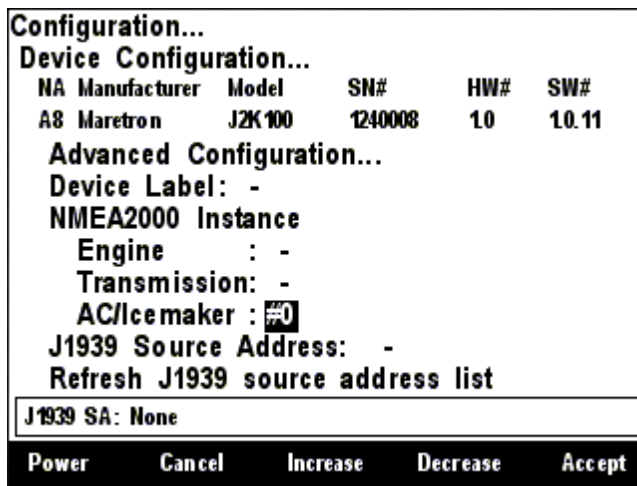 Configuration...
Device Configuration...
NA Manufacturer Model SN# HW# SW#
A8 Maretron J2K100 1240008 1.0 1.0.11
Advanced Configuration...
Device Label: -
NMEA2000 Instance
Engine : -
Transmission: -
AC/Icemaker : #0
J1939 Source Address: -
Refresh J1939 source address list
J1939 SA: None
Power Cancel Increase Decrease Accept